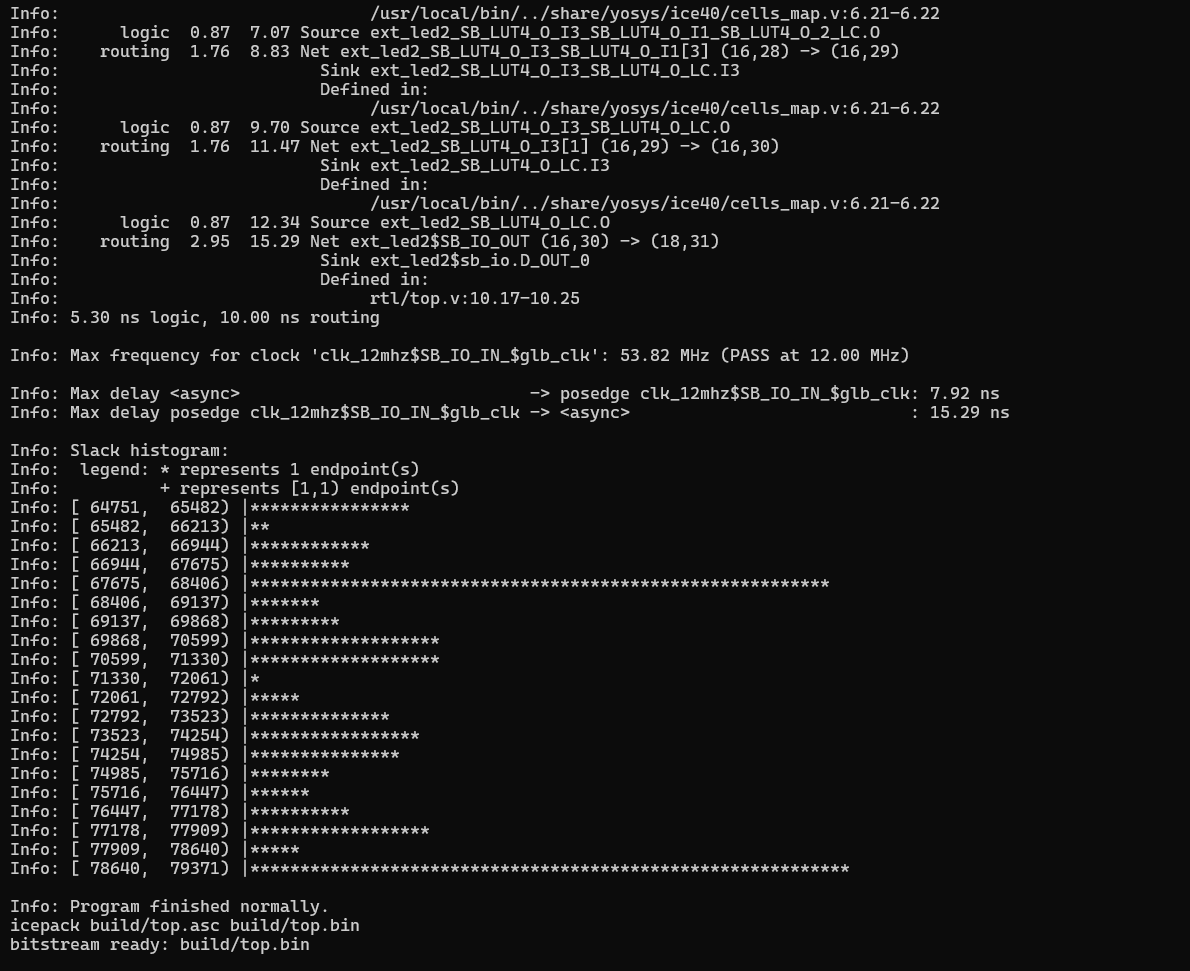 Info:                               /usr/local/bin/../share/yosys/ice40/cells_map.v:6.21-6.22
Info:      logic  0.87  7.07 Source ext_led2_SB_LUT4_O_I3_SB_LUT4_O_I1_SB_LUT4_O_2_LC.O
Info:    routing  1.76  8.83 Net ext_led2_SB_LUT4_O_I3_SB_LUT4_O_I1[3] (16,28) -> (16,29)
Info:                          Sink ext_led2_SB_LUT4_O_I3_SB_LUT4_O_LC.I3
Info:                          Defined in:
Info:                               /usr/local/bin/../share/yosys/ice40/cells_map.v:6.21-6.22
Info:      logic  0.87  9.70 Source ext_led2_SB_LUT4_O_I3_SB_LUT4_O_LC.O
Info:    routing  1.76  11.47 Net ext_led2_SB_LUT4_O_I3[1] (16,29) -> (16,30)
Info:                          Sink ext_led2_SB_LUT4_O_LC.I3
Info:                          Defined in:
Info:                               /usr/local/bin/../share/yosys/ice40/cells_map.v:6.21-6.22
Info:      logic  0.87  12.34 Source ext_led2_SB_LUT4_O_LC.O
Info:    routing  2.95  15.29 Net ext_led2$SB_IO_OUT (16,30) -> (18,31)
Info:                          Sink ext_led2$sb_io.D_OUT_0
Info:                          Defined in:
Info:                               rtl/top.v:10.17-10.25
Info: 5.30 ns logic, 10.00 ns routing
Info: Max frequency for clock 'clk_12mhz$SB_IO_IN_$glb_clk': 53.82 MHz (PASS at 12.00 MHz)
Info: Max delay <async>                             -> posedge clk_12mhz$SB_IO_IN_$glb_clk: 7.92 ns
Info: Max delay posedge clk_12mhz$SB_IO_IN_$glb_clk -> <async>                            : 15.29 ns
Info: Slack histogram:
Info:  legend: * represents 1 endpoint(s)
Info:          + represents [1,1) endpoint(s)
Info: [ 64751,  65482) |****************
Info: [ 65482,  66213) |**
Info: [ 66213,  66944) |************
Info: [ 66944,  67675) |**********
Info: [ 67675,  68406) |**********************************************************
Info: [ 68406,  69137) |*******
Info: [ 69137,  69868) |*********
Info: [ 69868,  70599) |*******************
Info: [ 70599,  71330) |*******************
Info: [ 71330,  72061) |*
Info: [ 72061,  72792) |*****
Info: [ 72792,  73523) |**************
Info: [ 73523,  74254) |*****************
Info: [ 74254,  74985) |***************
Info: [ 74985,  75716) |********
Info: [ 75716,  76447) |******
Info: [ 76447,  77178) |**********
Info: [ 77178,  77909) |******************
Info: [ 77909,  78640) |*****
Info: [ 78640,  79371) |************************************************************
Info: Program finished normally.
icepack build/top.asc build/top.bin
bitstream ready: build/top.bin